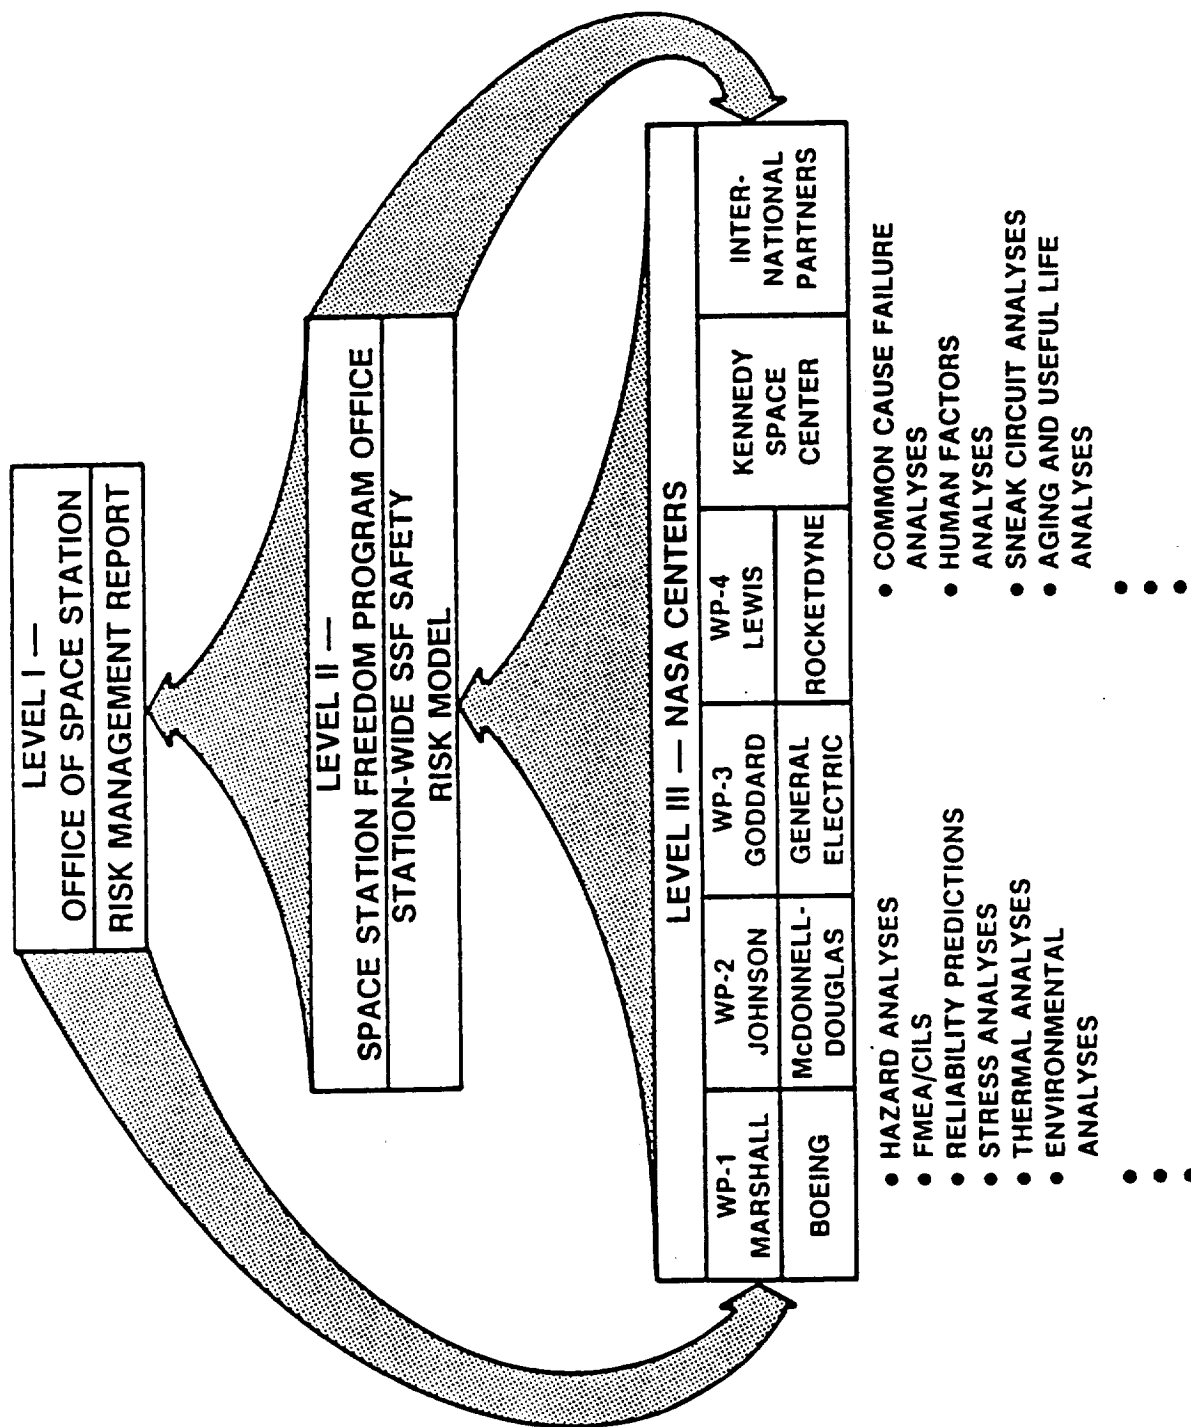 LEVEL I —
OFFICE OF SPACE STATION
RISK MANAGEMENT REPORT
LEVEL II —
SPACE STATION FREEDOM PROGRAM OFFICE
STATION-WIDE SSF SAFETY
RISK MODEL
LEVEL III — NASA CENTERS
WP-1
MARSHALL
BOEING
WP-2
JOHNSON
McDONNELL-
DOUGLAS
WP-3
GODDARD
GENERAL
ELECTRIC
WP-4
LEWIS
ROCKETDYNE
KENNEDY
SPACE
CENTER
INTER-
NATIONAL
PARTNERS
• HAZARD ANALYSES
• FMEA/CILS
• RELIABILITY PREDICTIONS
• STRESS ANALYSES
• THERMAL ANALYSES
• ENVIRONMENTAL
ANALYSES
•
•
•
• COMMON CAUSE FAILURE
ANALYSES
• HUMAN FACTORS
ANALYSES
• SNEAK CIRCUIT ANALYSES
• AGING AND USEFUL LIFE
ANALYSES
•
•
•